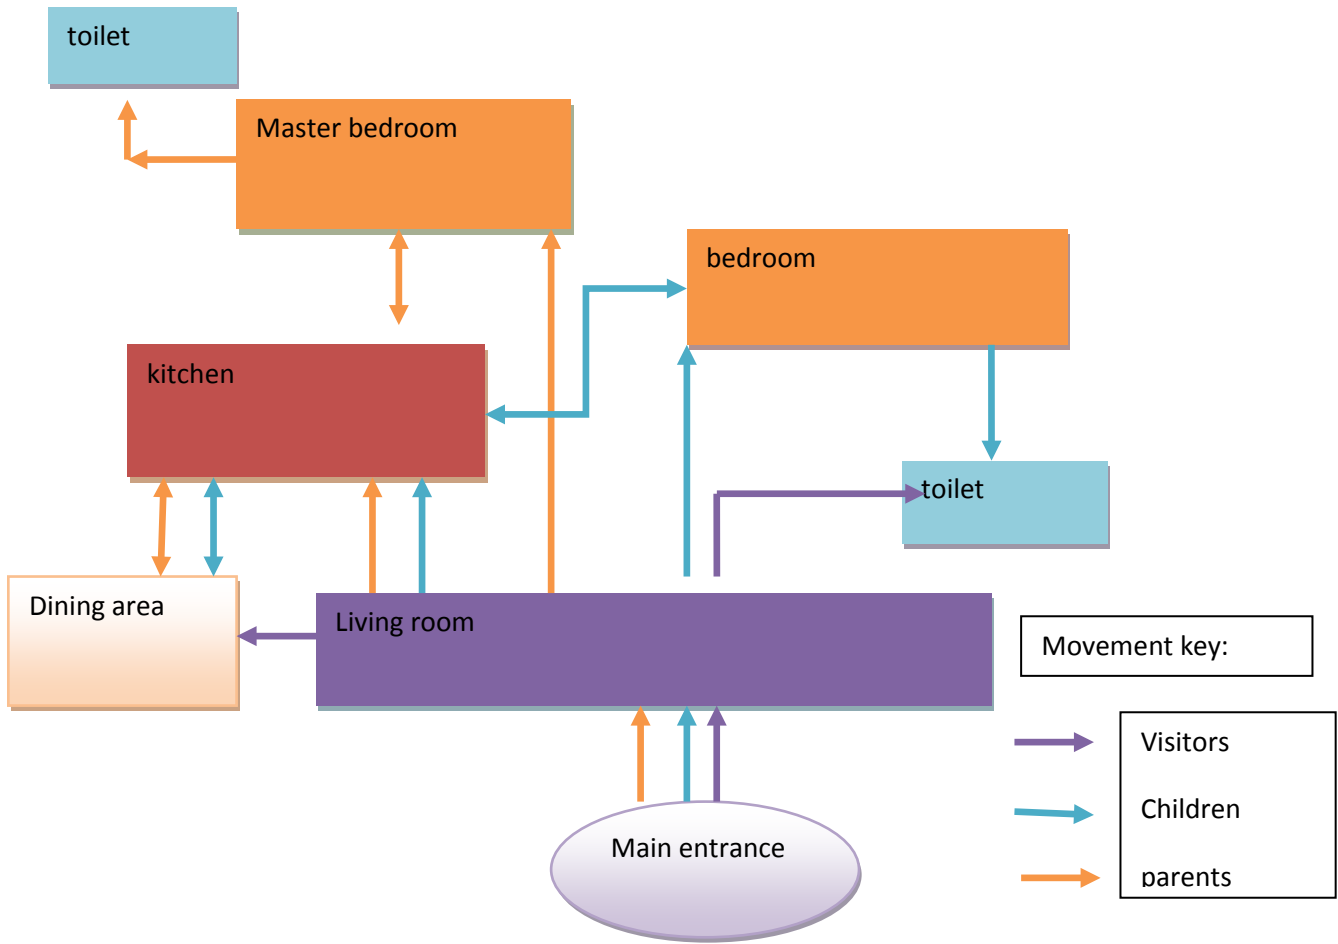 toilet
Master bedroom
bedroom
kitchen
toilet
Dining area
Living room
Movement key:
Visitors
Children
parents
Main entrance